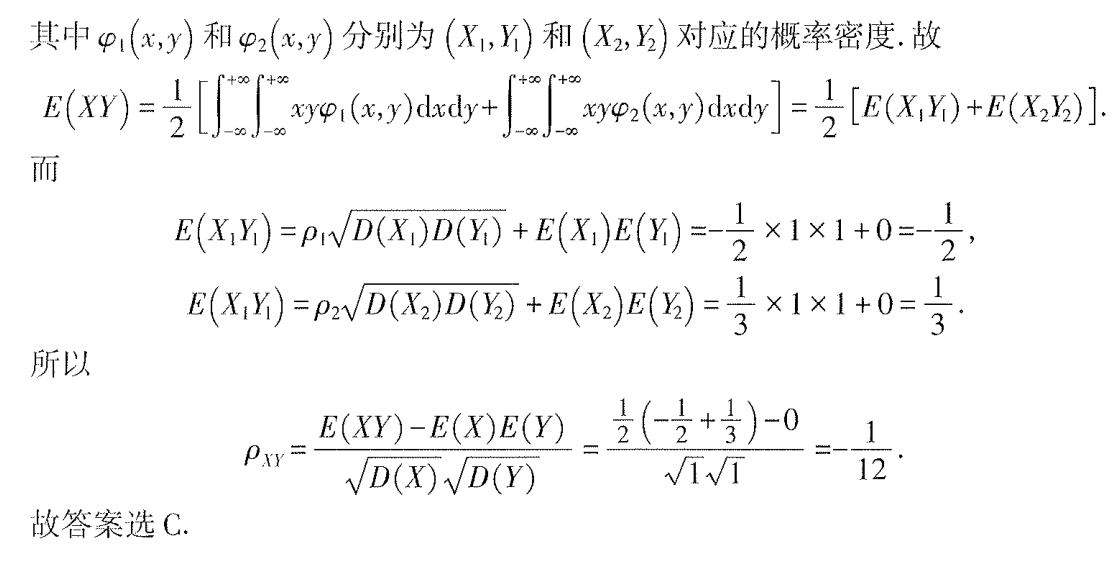 其中 φ₁(x,y) 和 φ₂(x,y) 分别为 (X₁,Y₁) 和 (X₂,Y₂) 对应的概率密度.故
E(XY) = 1/2 [∫_{-∞}^{+∞}∫_{-∞}^{+∞} xyφ₁(x,y)dxdy + ∫_{-∞}^{+∞}∫_{-∞}^{+∞} xyφ₂(x,y)dxdy] = 1/2 [E(X₁Y₁)+E(X₂Y₂)].
而
E(X₁Y₁) = ρ₁√(D(X₁)D(Y₁)) + E(X₁)E(Y₁) = -1/2 × 1 × 1 + 0 = -1/2,
E(X₁Y₁) = ρ₂√(D(X₂)D(Y₂)) + E(X₂)E(Y₂) = 1/3 × 1 × 1 + 0 = 1/3.
所以
ρ_{XY} = (E(XY)-E(X)E(Y))/(√D(X)√D(Y)) = (1/2(-1/2+1/3)-0)/(√1√1) = -1/12.
故答案选 C.